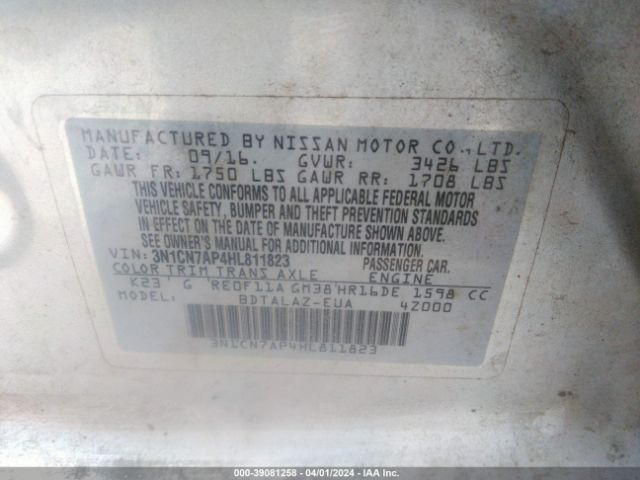 MANUFACTURED BY NISSAN MOTOR CO., LTD.
DATE: 09/16. GVWR: 3426 LBS
GAWR FR: 1750 LBS GAWR RR: 1708 LBS
THIS VEHICLE CONFORMS TO ALL APPLICABLE FEDERAL MOTOR
VEHICLE SAFETY, BUMPER AND THEFT PREVENTION STANDARDS
IN EFFECT ON THE DATE OF MANUFACTURE SHOWN ABOVE.
SEE OWNER'S MANUAL FOR ADDITIONAL INFORMATION.
VIN: 3N1CN7AP4HL811823 PASSENGER CAR.
COLOR TRIM TRANS AXLE ENGINE
K23 G RE0F11A GM38 HR16DE 1598 CC
MODEL: BDTALAZ-EUA 4Z000
3N1CN7AP4HL811823
000-39081258 - 04/01/2024 - IAA Inc.